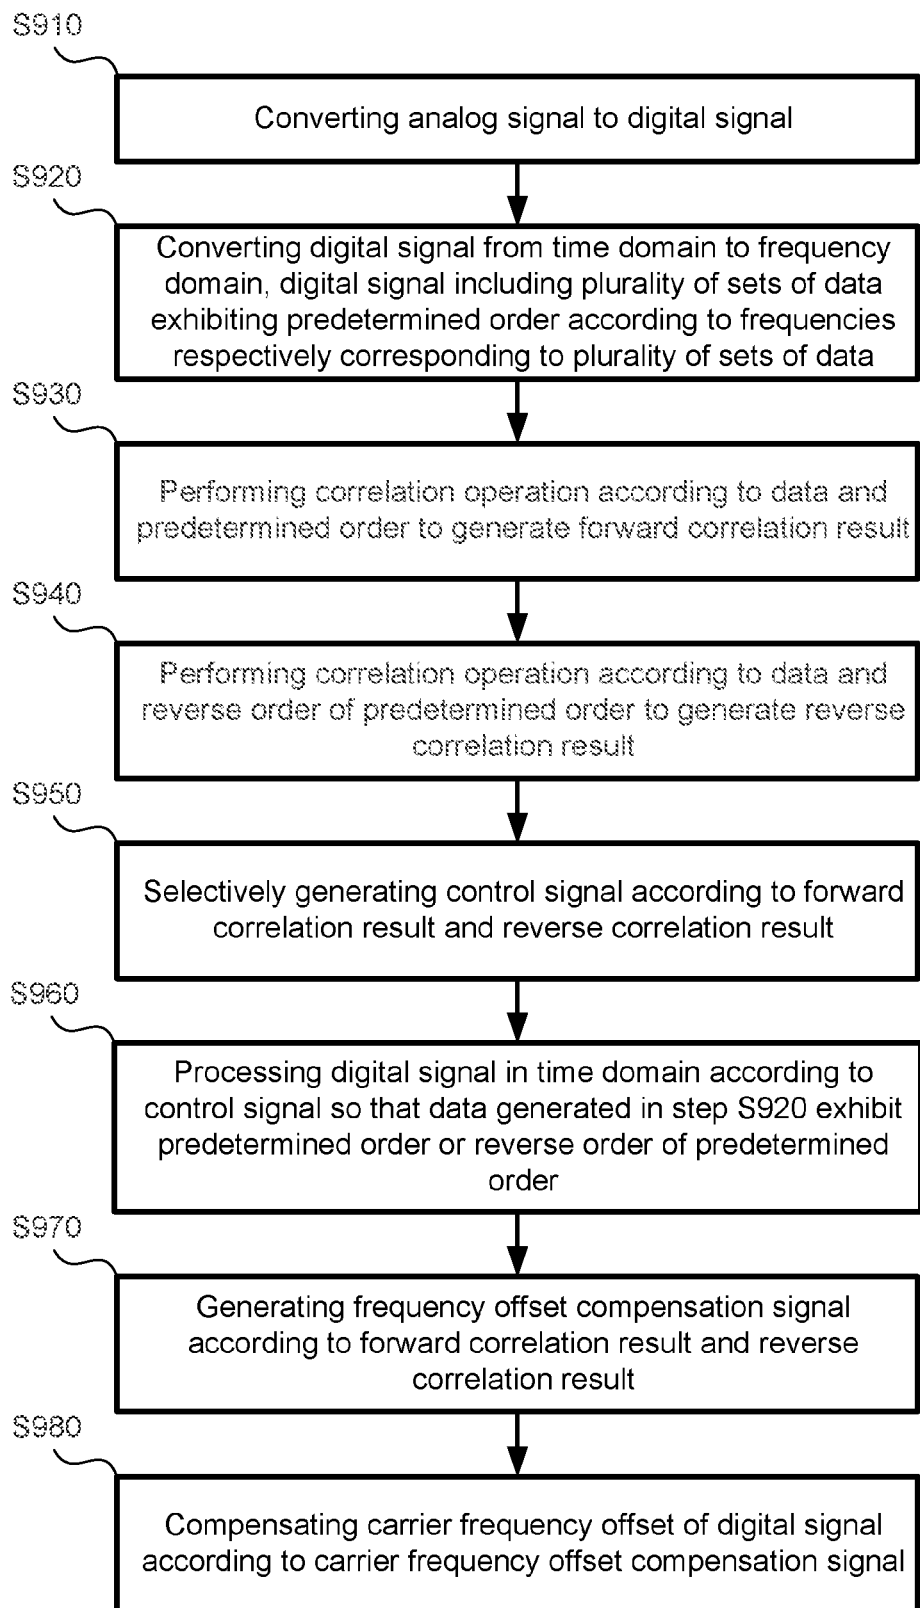 S910
Converting analog signal to digital signal
S920
Converting digital signal from time domain to frequency
domain, digital signal including plurality of sets of data
exhibiting predetermined order according to frequencies
respectively corresponding to plurality of sets of data
S930
Performing correlation operation according to data and
predetermined order to generate forward correlation result
S940
Performing correlation operation according to data and
reverse order of predetermined order to generate reverse
correlation result
S950
Selectively generating control signal according to forward
correlation result and reverse correlation result
S960
Processing digital signal in time domain according to
control signal so that data generated in step S920 exhibit
predetermined order or reverse order of predetermined
order
S970
Generating frequency offset compensation signal
according to forward correlation result and reverse
correlation result
S980
Compensating carrier frequency offset of digital signal
according to carrier frequency offset compensation signal